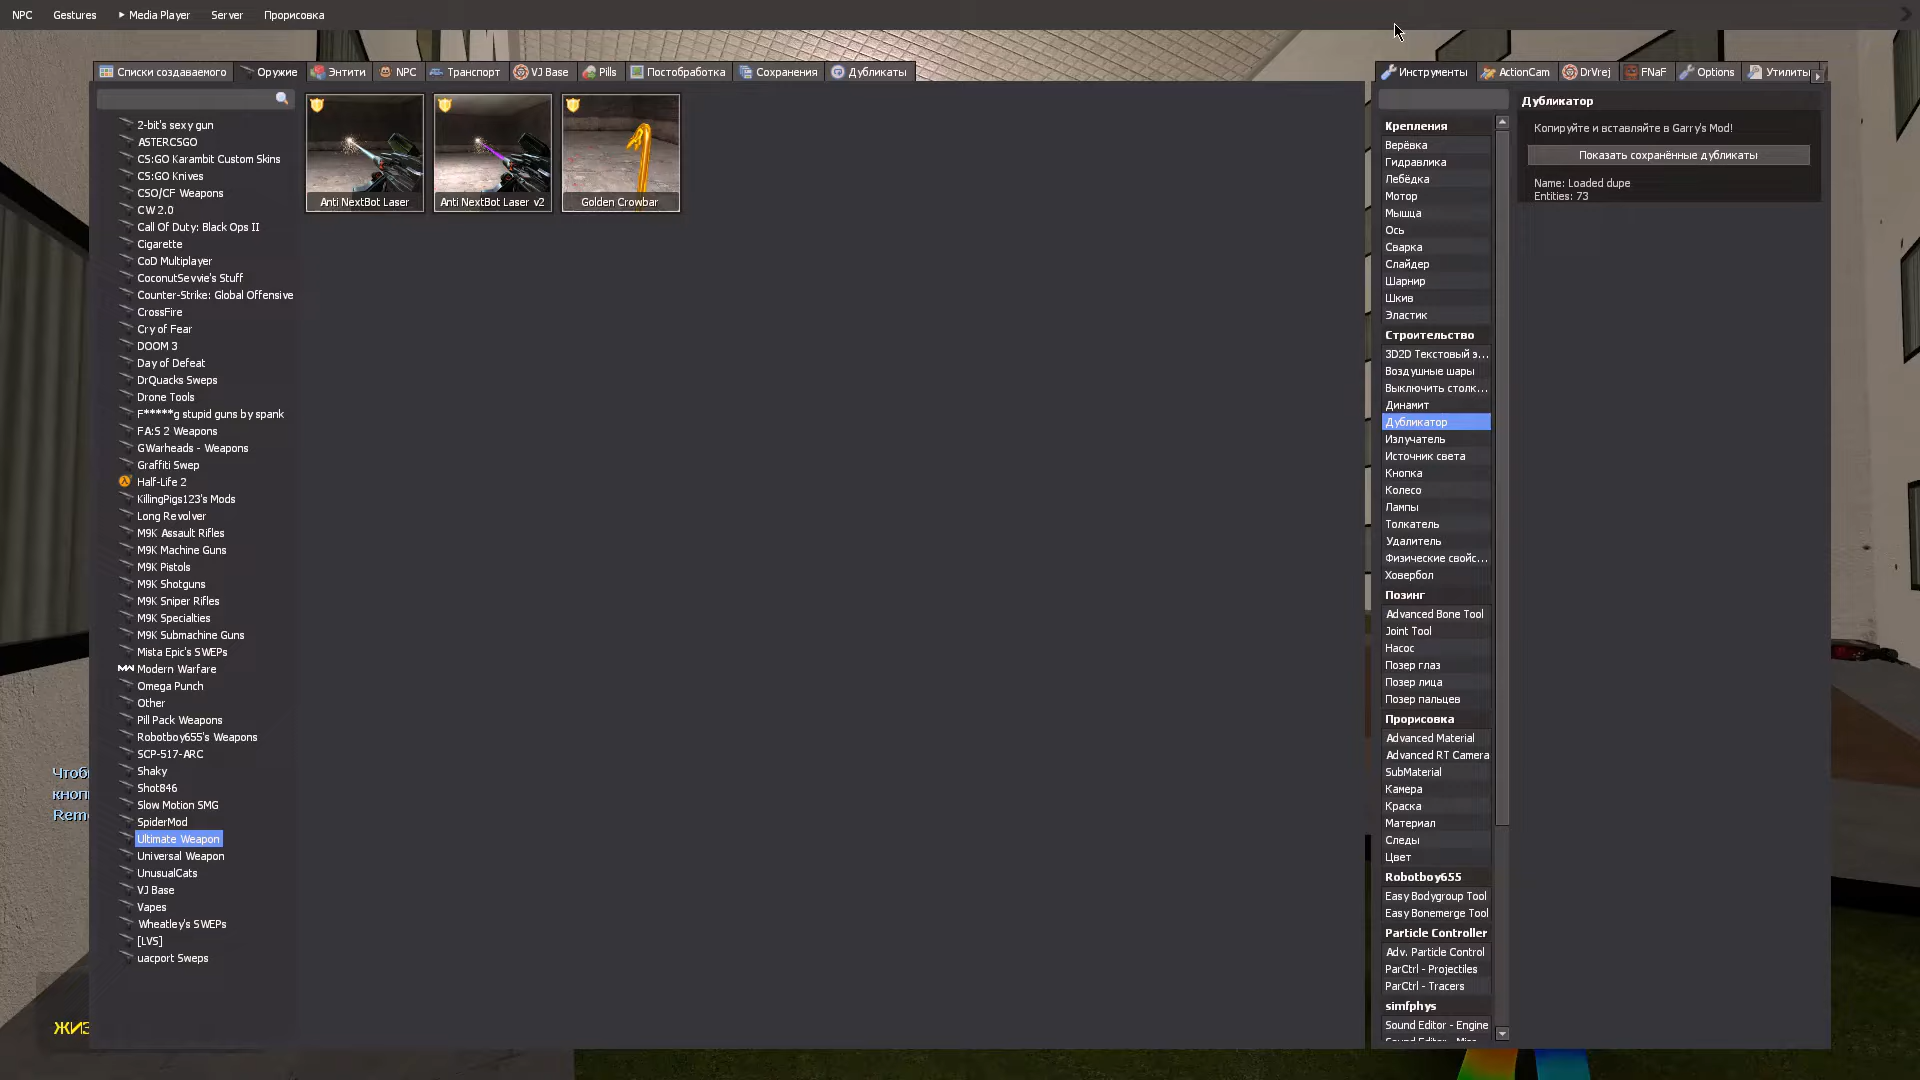 NPC Gestures Media Player Server Прорисовка
Списки создаваемого Оружие Энтити NPC Транспорт VJ Base Pills Постобработка Сохранения Дубликаты
2-bit's sexy gun
ASTERCSGO
CS:GO Karambit Custom Skins
CS:GO Knives
CSO/CF Weapons
CW 2.0
Call Of Duty: Black Ops II
Cigarette
CoD Multiplayer
CoconutSevvie's Stuff
Counter-Strike: Global Offensive
CrossFire
Cry of Fear
DOOM 3
Day of Defeat
DrQuacks Sweps
Drone Tools
F*****g stupid guns by spank
FA:S 2 Weapons
GWarheads - Weapons
Graffiti Swep
Half-Life 2
KillingPigs123's Mods
Long Revolver
M9K Assault Rifles
M9K Machine Guns
M9K Pistols
M9K Shotguns
M9K Sniper Rifles
M9K Specialties
M9K Submachine Guns
Mista Epic's SWEPs
Modern Warfare
Omega Punch
Other
Pill Pack Weapons
Robotboy655's Weapons
SCP-517-ARC
Shaky
Shot846
Slow Motion SMG
SpiderMod
Ultimate Weapon
Universal Weapon
UnusualCats
VJ Base
Vapes
Wheatley's SWEPs
[LVS]
uacport Sweps
Anti NextBot Laser
Anti NextBot Laser v2
Golden Crowbar
Инструменты ActionCam DrVrej FNaF Options Утилиты
Крепления
Верёвка
Гидравлика
Лебёдка
Мотор
Мышца
Ось
Сварка
Слайдер
Шарнир
Шкив
Эластик
Строительство
3D2D Текстовый э...
Воздушные шары
Выключить столк...
Динамит
Дубликатор
Излучатель
Источник света
Кнопка
Колесо
Лампы
Толкатель
Удалитель
Физические свойс...
Ховербол
Позинг
Advanced Bone Tool
Joint Tool
Насос
Позер глаз
Позер лица
Позер пальцев
Прорисовка
Advanced Material
Advanced RT Camera
SubMaterial
Камера
Краска
Материал
Следы
Цвет
Robotboy655
Easy Bodygroup Tool
Easy Bonemerge Tool
Particle Controller
Adv. Particle Control
ParCtrl - Projectiles
ParCtrl - Tracers
simfphys
Sound Editor - Engine
Дубликатор
Копируйте и вставляйте в Garry's Mod!
Показать сохранённые дубликаты
Name: Loaded dupe
Entities: 73